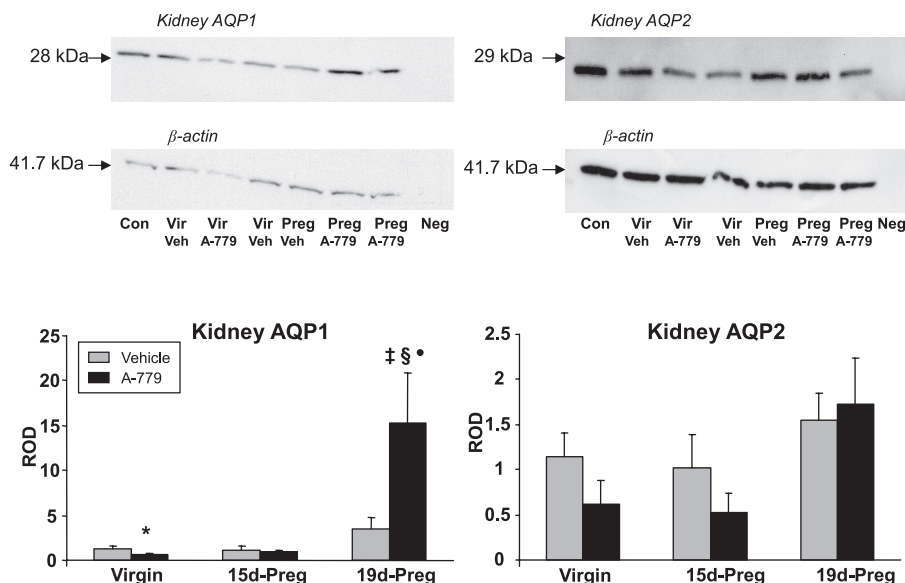 Kidney AQP1
28 kDa
β-actin
41.7 kDa
Con Vir Vir Vir Preg Preg Preg Neg
Veh A-779 Veh Veh A-779 A-779
Kidney AQP2
29 kDa
β-actin
41.7 kDa
Con Vir Vir Vir Preg Preg Preg Neg
Veh A-779 Veh Veh A-779 A-779
Kidney AQP1
Vehicle
A-779
ROD
25
20
15
10
5
0
*
‡ § •
Virgin 15d-Preg 19d-Preg
Kidney AQP2
ROD
2.5
2
1.5
1
0.5
0
Virgin 15d-Preg 19d-Preg